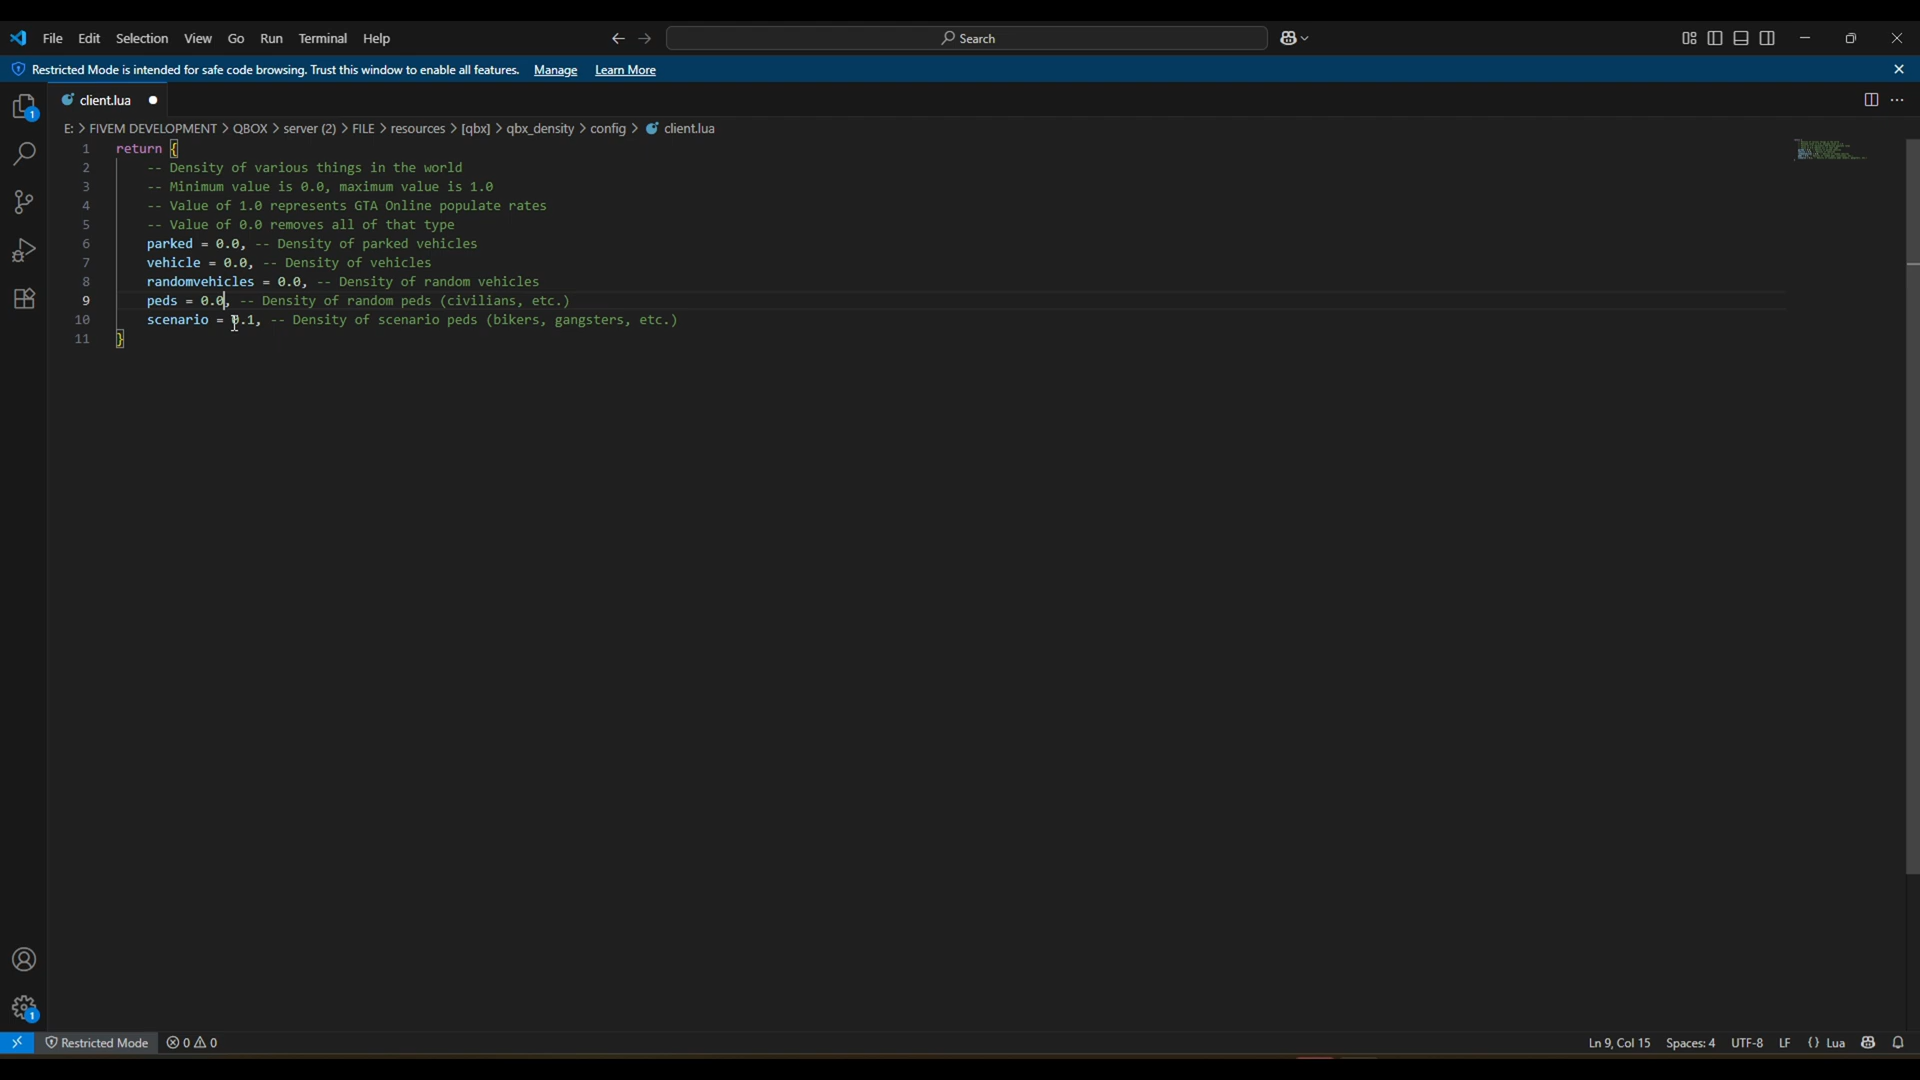 File Edit Selection View Go Run Terminal Help Search
Restricted Mode is intended for safe code browsing. Trust this window to enable all features. Manage Learn More
client.lua
E: > FIVEM DEVELOPMENT > QBOX > server (2) > FILE > resources > [qbx] > qbx_density > config > client.lua
1 return {
2 -- Density of various things in the world
3 -- Minimum value is 0.0, maximum value is 1.0
4 -- Value of 1.0 represents GTA Online populate rates
5 -- Value of 0.0 removes all of that type
6 parked = 0.0, -- Density of parked vehicles
7 vehicle = 0.0, -- Density of vehicles
8 randomvehicles = 0.0, -- Density of random vehicles
9 peds = 0.0, -- Density of random peds (civilians, etc.)
10 scenario = 0.1, -- Density of scenario peds (bikers, gangsters, etc.)
11 }
1
1
Restricted Mode 0 0 Ln 9, Col 15 Spaces: 4 UTF-8 LF {} Lua